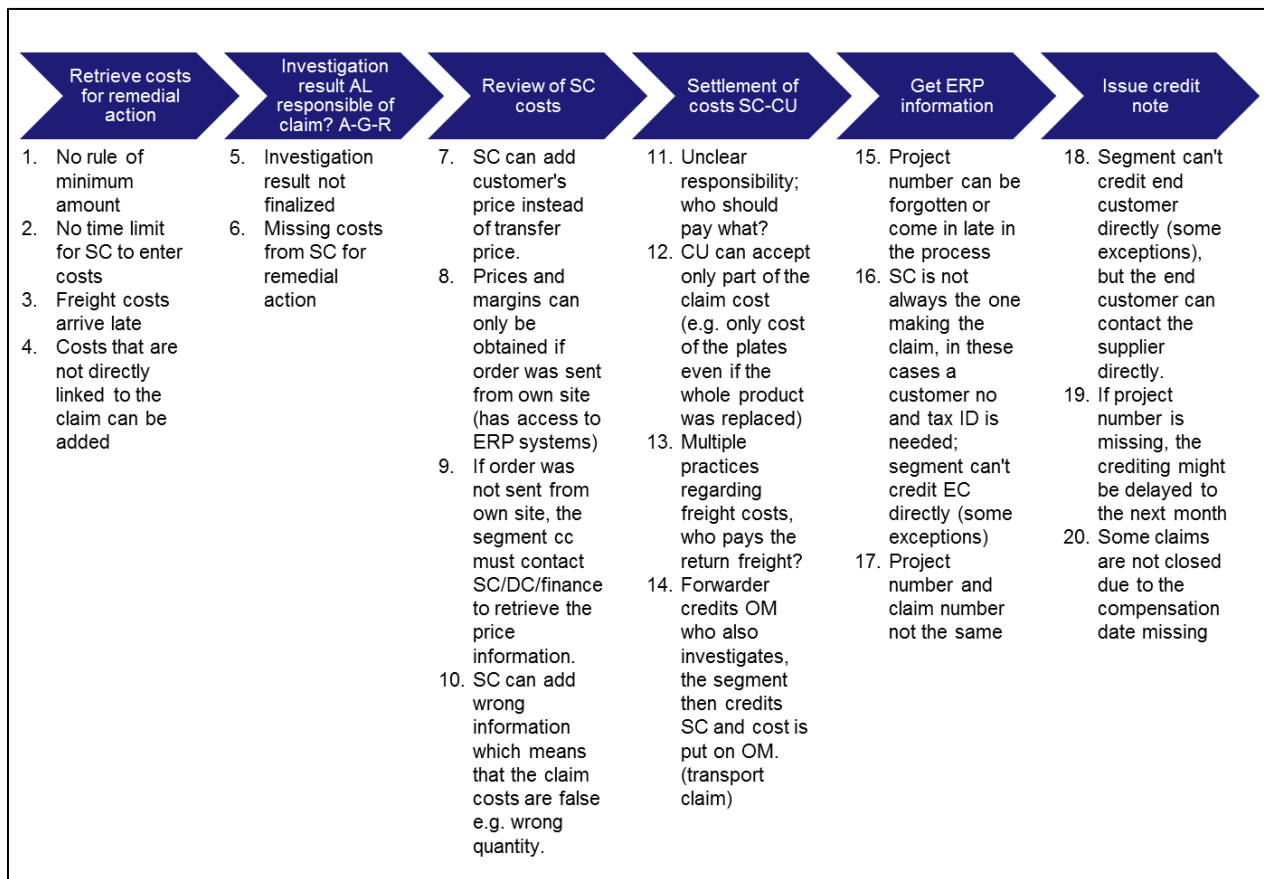 Retrieve costs
for remedial
action
Investigation
result AL
responsible of
claim? A-G-R
Review of SC
costs
Settlement of
costs SC-CU
Get ERP
information
Issue credit
note
1. No rule of
minimum
amount
2. No time limit
for SC to enter
costs
3. Freight costs
arrive late
4. Costs that are
not directly
linked to the
claim can be
added
5. Investigation
result not
finalized
6. Missing costs
from SC for
remedial
action
7. SC can add
customer's
price instead
of transfer
price.
8. Prices and
margins can
only be
obtained if
order was sent
from own site
(has access to
ERP systems)
9. If order was
not sent from
own site, the
segment cc
must contact
SC/DC/finance
to retrieve the
price
information.
10. SC can add
wrong
information
which means
that the claim
costs are false
e.g. wrong
quantity.
11. Unclear
responsibility;
who should
pay what?
12. CU can accept
only part of the
claim cost
(e.g. only cost
of the plates
even if the
whole product
was replaced)
13. Multiple
practices
regarding
freight costs,
who pays the
return freight?
14. Forwarder
credits OM
who also
investigates,
the segment
then credits
SC and cost is
put on OM.
(transport
claim)
15. Project
number can be
forgotten or
come in late in
the process
16. SC is not
always the one
making the
claim, in these
cases a
customer no
and tax ID is
needed;
segment can't
credit EC
directly (some
exceptions)
17. Project
number and
claim number
not the same
18. Segment can't
credit end
customer
directly (some
exceptions),
but the end
customer can
contact the
supplier
directly.
19. If project
number is
missing, the
crediting might
be delayed to
the next month
20. Some claims
are not closed
due to the
compensation
date missing